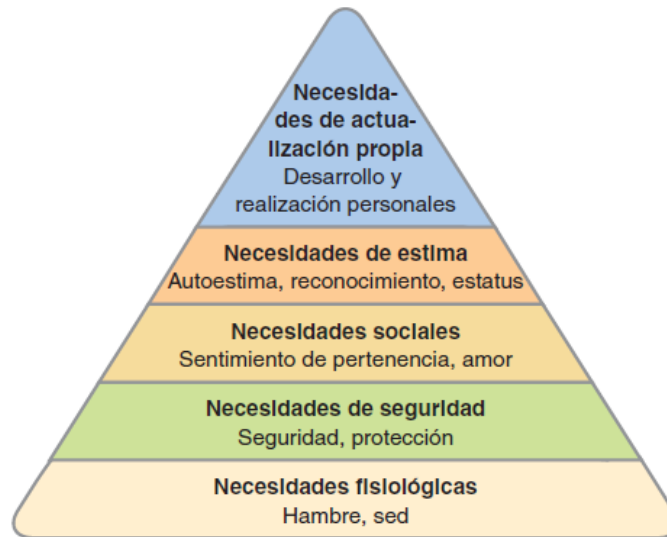 Necesida-
des de actua-
lización propia
Desarrollo y
realización personales
Necesidades de estima
Autoestima, reconocimiento, estatus
Necesidades sociales
Sentimiento de pertenencia, amor
Necesidades de seguridad
Seguridad, protección
Necesidades fisiológicas
Hambre, sed